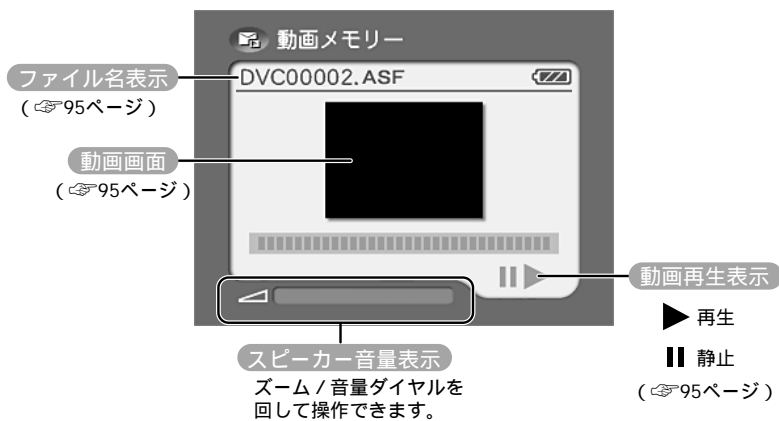 動画メモリー
DVC00002.ASF
ファイル名表示
(☞95ページ)
動画画面
(☞95ページ)
動画再生表示
▶ 再生
II 静止
(☞95ページ)
スピーカー音量表示
ズーム / 音量ダイヤルを
回して操作できます。